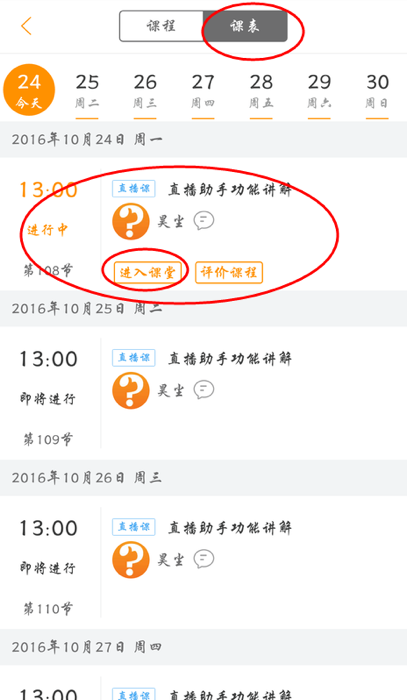 课程 课表
24 25 26 27 28 29 30
今天 周二 周三 周四 周五 周六 周日
2016年10月24日 周一
13:00 直播课 直播助手功能讲解
进行中 昊尘
第108节 进入课堂 评价课程
2016年10月25日 周二
13:00 直播课 直播助手功能讲解
即将进行 昊尘
第109节
2016年10月26日 周三
13:00 直播课 直播助手功能讲解
即将进行 昊尘
第110节
2016年10月27日 周四
13:00 直播课 直播助手功能讲解